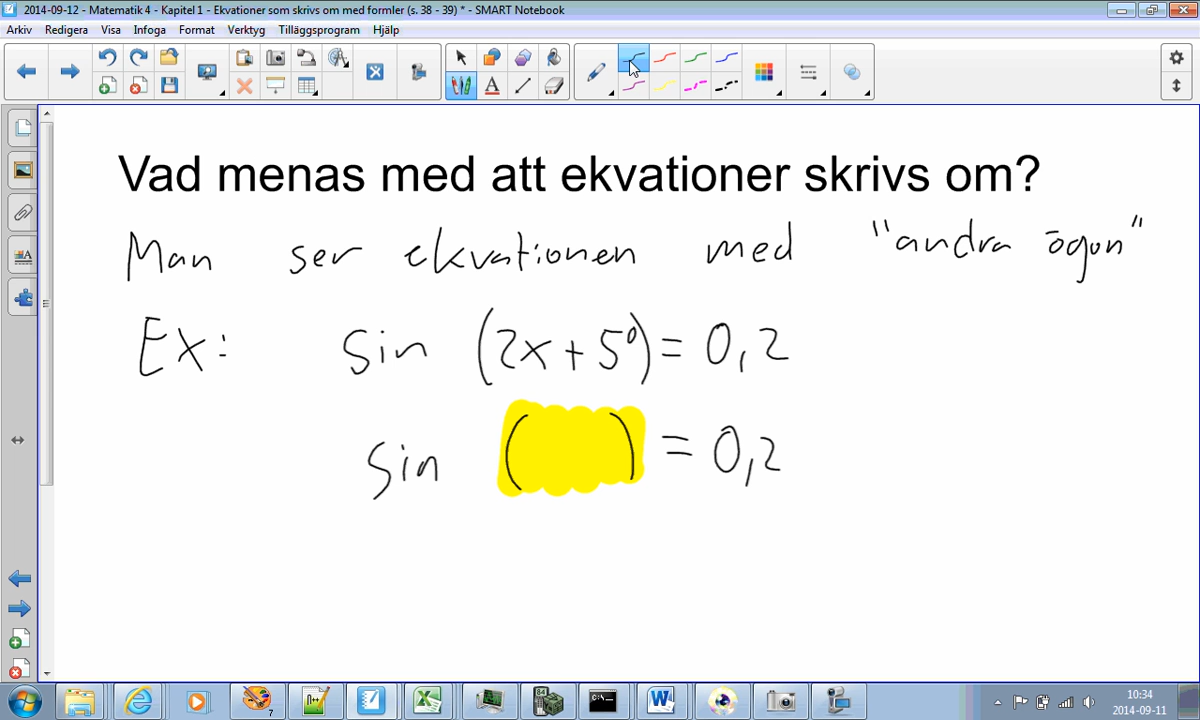 2014-09-12 - Matematik 4 - Kapitel 1 - Ekvationer som skrivs om med formler (s. 38 - 39) * - SMART Notebook
Arkiv Redigera Visa Infoga Format Verktyg Tilläggsprogram Hjälp
Vad menas med att ekvationer skrivs om?
Man ser ekvationen med "andra ögon"
Ex: sin (2x + 5°) = 0,2
sin ( ) = 0,2
10:34
2014-09-11